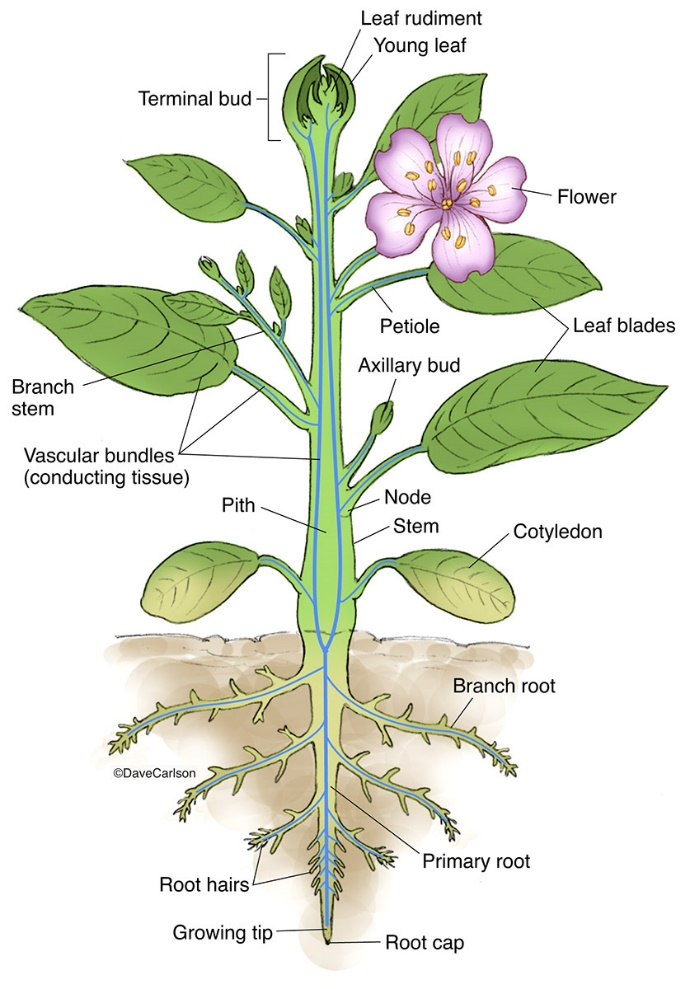 Leaf rudiment
Young leaf
Terminal bud
Flower
Petiole
Leaf blades
Axillary bud
Branch
stem
Vascular bundles
(conducting tissue)
Pith
Node
Stem
Cotyledon
Branch root
©DaveCarlson
Primary root
Root hairs
Growing tip
Root cap